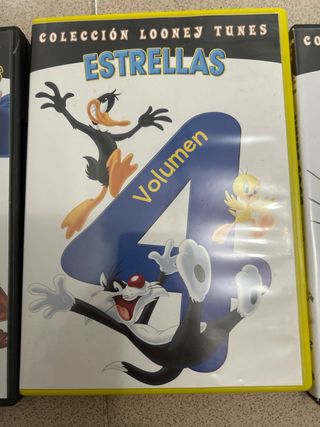 COLECCIÓN LOONEY TUNES
ESTRELLAS
Volumen
4